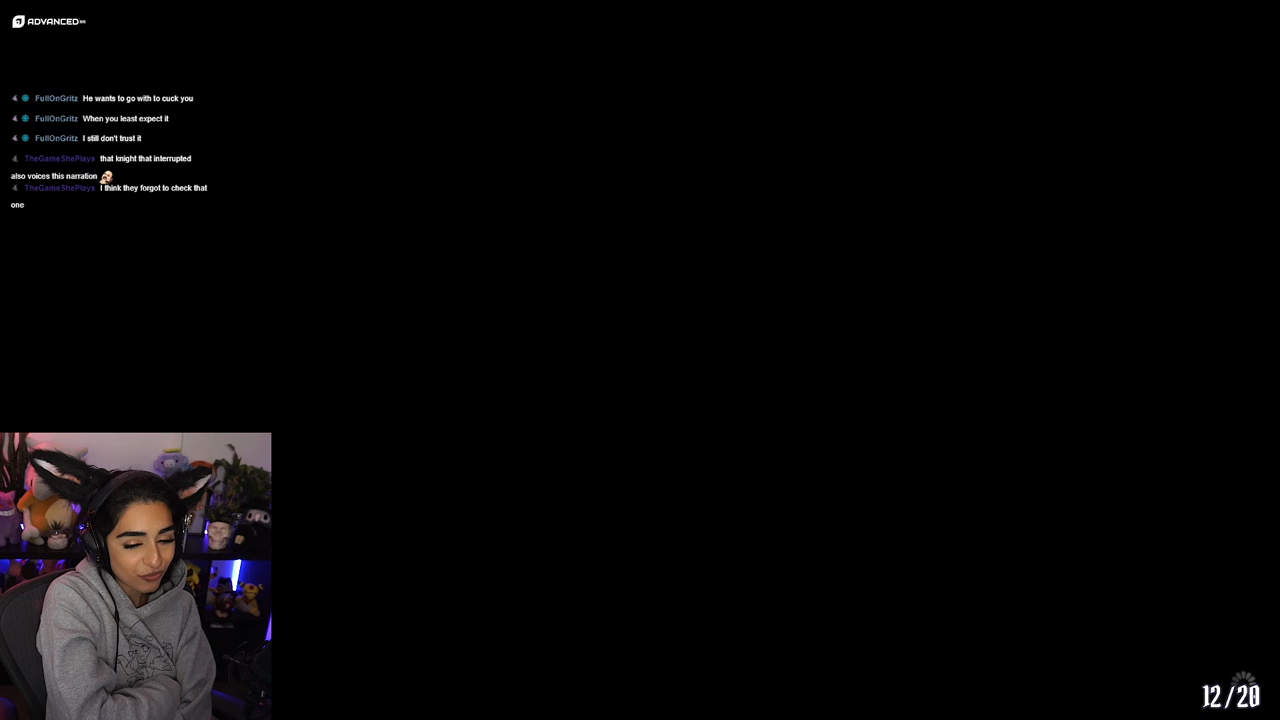 ADVANCED.GG
FullOnGritz He wants to go with to cuck you
FullOnGritz When you least expect it
FullOnGritz I still don't trust it
TheGameShePlays that knight that interrupted
also voices this narration
TheGameShePlays I think they forgot to check that
one
12/20